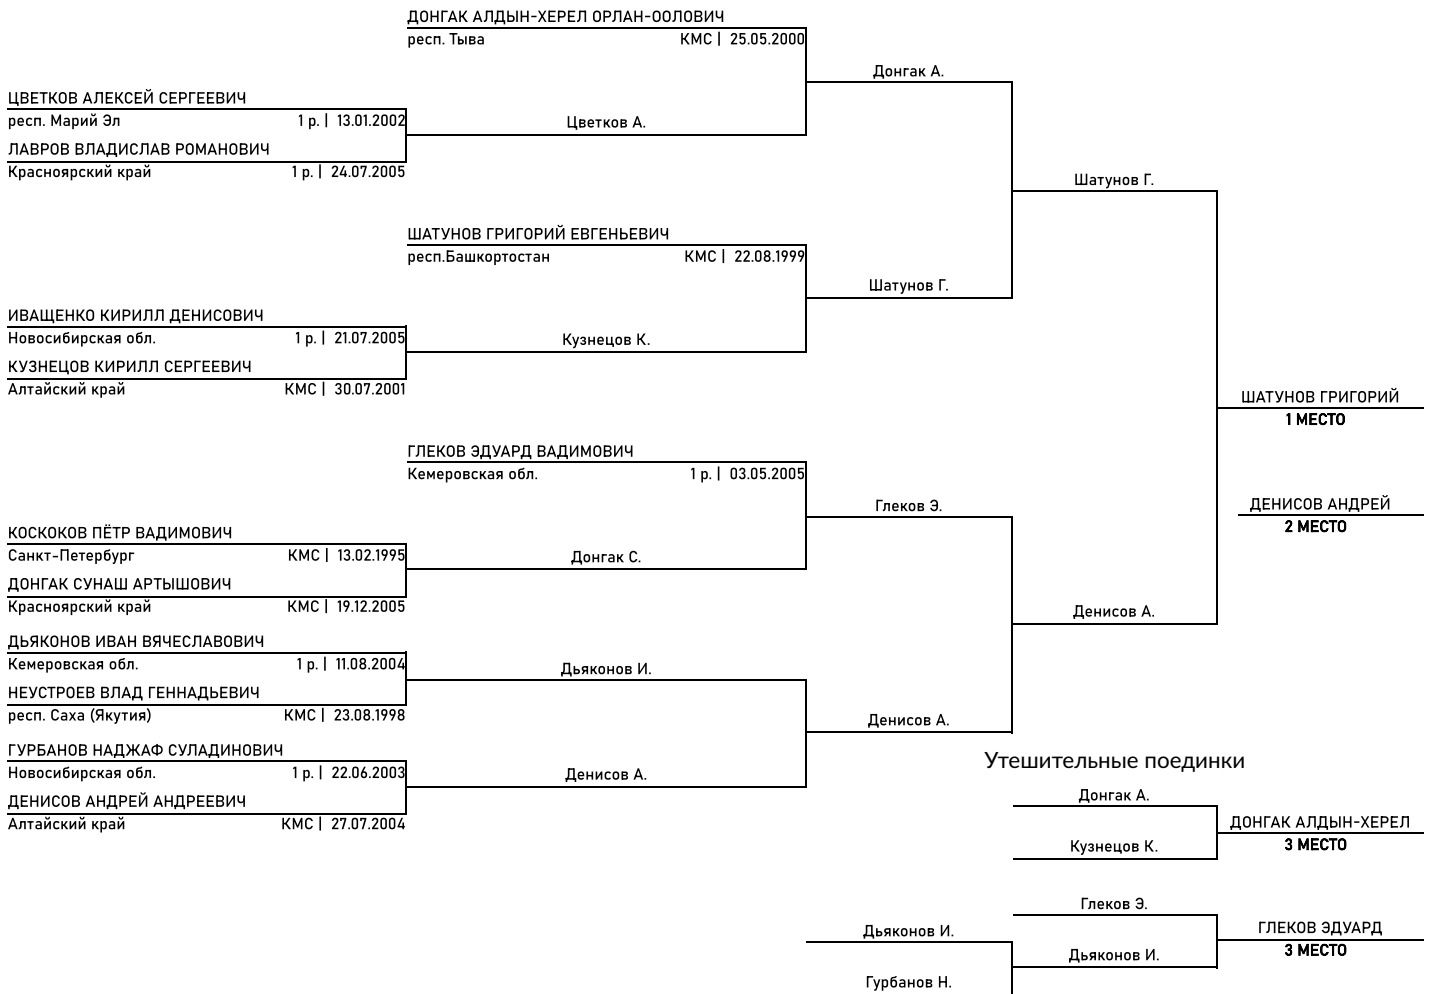 ДОНГАК АЛДЫН-ХЕРЕЛ ОРЛАН-ООЛОВИЧ
респ. Тыва КМС | 25.05.2000
Донгак А.
ЦВЕТКОВ АЛЕКСЕЙ СЕРГЕЕВИЧ
респ. Марий Эл 1 р. | 13.01.2002
Цветков А.
ЛАВРОВ ВЛАДИСЛАВ РОМАНОВИЧ
Красноярский край 1 р. | 24.07.2005
Шатунов Г.
ШАТУНОВ ГРИГОРИЙ ЕВГЕНЬЕВИЧ
респ.Башкортостан КМС | 22.08.1999
Шатунов Г.
ИВАЩЕНКО КИРИЛЛ ДЕНИСОВИЧ
Новосибирская обл. 1 р. | 21.07.2005
Кузнецов К.
КУЗНЕЦОВ КИРИЛЛ СЕРГЕЕВИЧ
Алтайский край КМС | 30.07.2001
ШАТУНОВ ГРИГОРИЙ
1 МЕСТО
ГЛЕКОВ ЭДУАРД ВАДИМОВИЧ
Кемеровская обл. 1 р. | 03.05.2005
Глеков Э.
ДЕНИСОВ АНДРЕЙ
2 МЕСТО
КОСКОКОВ ПЁТР ВАДИМОВИЧ
Санкт-Петербург КМС | 13.02.1995
Донгак С.
ДОНГАК СУНАШ АРТЫШОВИЧ
Красноярский край КМС | 19.12.2005
Денисов А.
ДЬЯКОНОВ ИВАН ВЯЧЕСЛАВОВИЧ
Кемеровская обл. 1 р. | 11.08.2004
Дьяконов И.
НЕУСТРОЕВ ВЛАД ГЕННАДЬЕВИЧ
респ. Саха (Якутия) КМС | 23.08.1998
Денисов А.
ГУРБАНОВ НАДЖАФ СУЛАДИНОВИЧ
Новосибирская обл. 1 р. | 22.06.2003
Денисов А.
ДЕНИСОВ АНДРЕЙ АНДРЕЕВИЧ
Алтайский край КМС | 27.07.2004
Утешительные поединки
Донгак А.
ДОНГАК АЛДЫН-ХЕРЕЛ
3 МЕСТО
Кузнецов К.
Глеков Э.
ГЛЕКОВ ЭДУАРД
3 МЕСТО
Дьяконов И.
Дьяконов И.
Гурбанов Н.